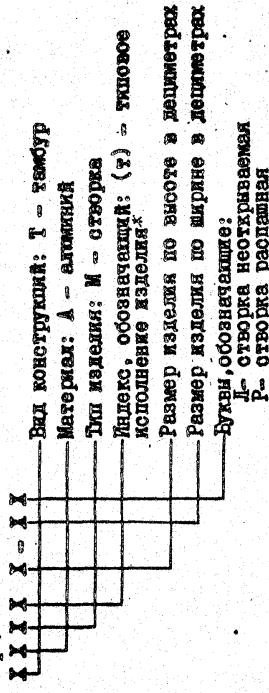 Х Х Х Х Х - Х Х
Вид конструкций: Т - тамбур
Материал: А - алюминий
Тип изделия: М - створка
Индекс, обозначающий: (т) - типовое
исполнение изделия х
Размер изделия по высоте в дециметрах
Размер изделия по ширине в дециметрах
Буквы, обозначающие:
Д- створка неоткрываемая
Р- створка распашная